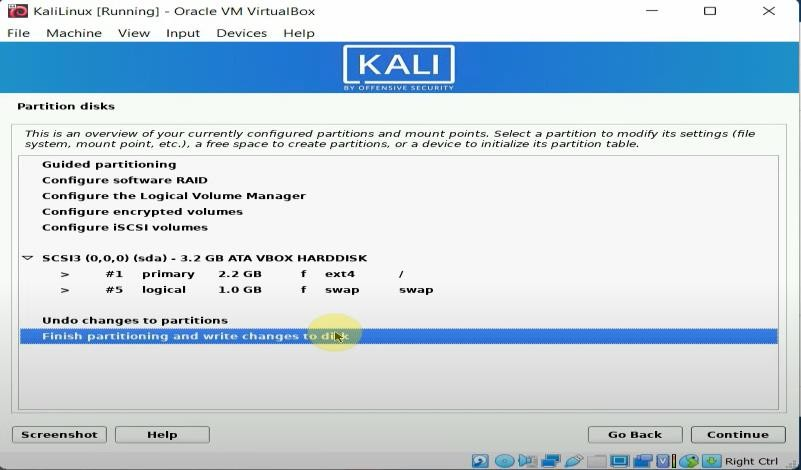 KaliLinux [Running] - Oracle VM VirtualBox
File Machine View Input Devices Help
KALI
BY OFFENSIVE SECURITY
Partition disks
This is an overview of your currently configured partitions and mount points. Select a partition to modify its settings (file
system, mount point, etc.), a free space to create partitions, or a device to initialize its partition table.
Guided partitioning
Configure software RAID
Configure the Logical Volume Manager
Configure encrypted volumes
Configure iSCSI volumes
SCSI3 (0,0,0) (sda) - 3.2 GB ATA VBOX HARDDISK
> #1 primary 2.2 GB f ext4 /
> #5 logical 1.0 GB f swap swap
Undo changes to partitions
Finish partitioning and write changes to disk
Screenshot Help Go Back Continue
Right Ctrl